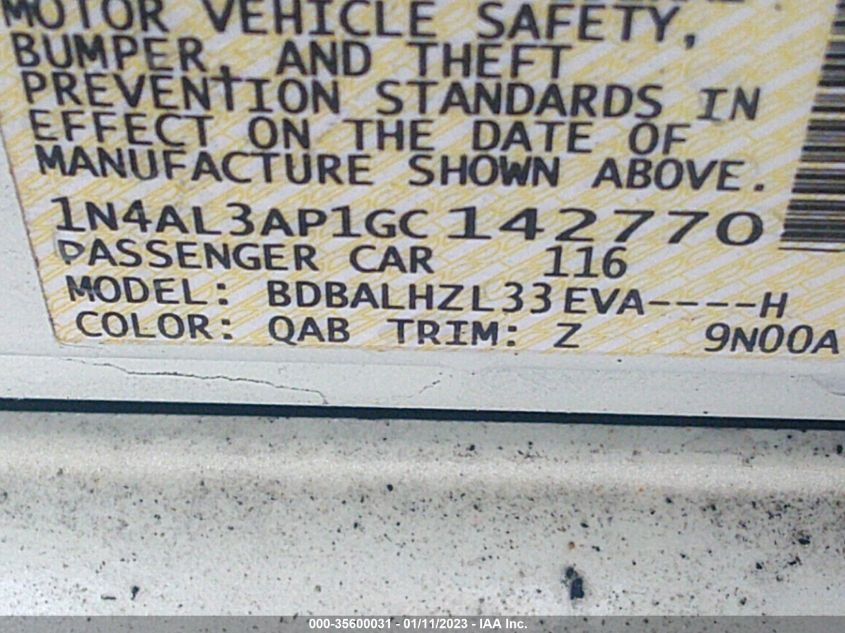 MOTOR VEHICLE SAFETY,
BUMPER, AND THEFT
PREVENTION STANDARDS IN
EFFECT ON THE DATE OF
MANUFACTURE SHOWN ABOVE.
1N4AL3AP1GC142770
PASSENGER CAR 116
MODEL: BDBALHZL33EVA----H
COLOR: QAB TRIM: Z 9N00A
000-35600031 - 01/11/2023 - IAA Inc.